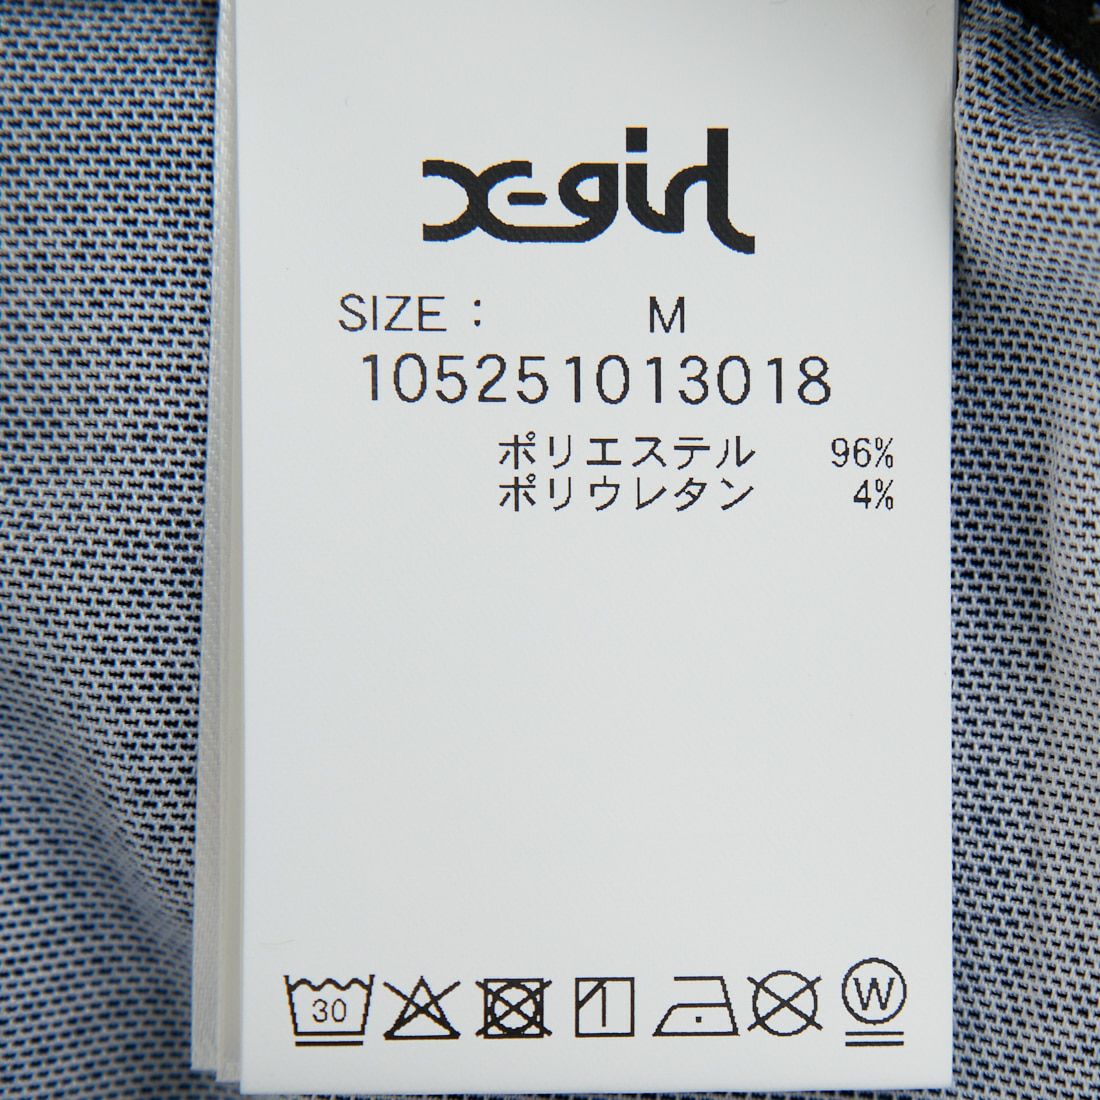 X-girl
SIZE : M
105251013018
ポリエステル 96%
ポリウレタン 4%
30 W